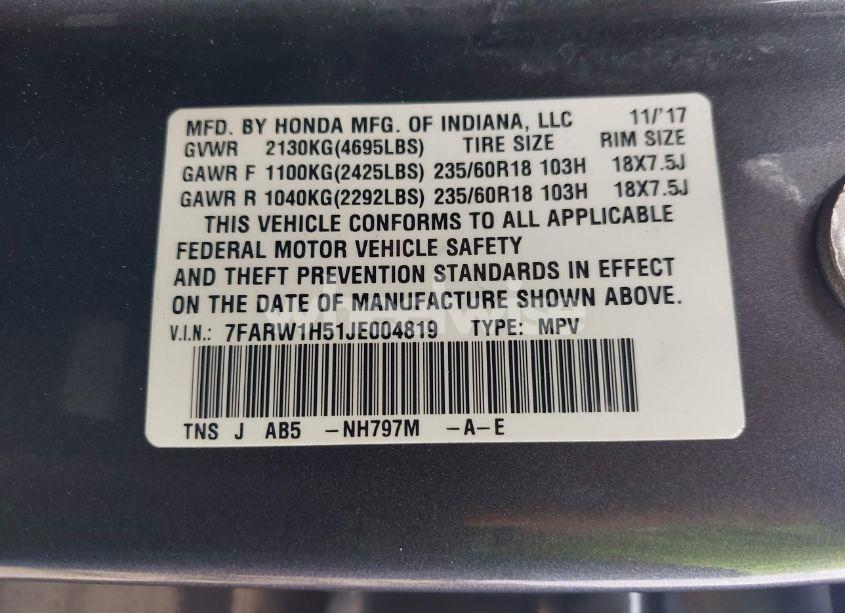 MFD. BY HONDA MFG. OF INDIANA, LLC 11/'17
GVWR 2130KG(4695LBS) TIRE SIZE RIM SIZE
GAWR F 1100KG(2425LBS) 235/60R18 103H 18X7.5J
GAWR R 1040KG(2292LBS) 235/60R18 103H 18X7.5J
THIS VEHICLE CONFORMS TO ALL APPLICABLE
FEDERAL MOTOR VEHICLE SAFETY
AND THEFT PREVENTION STANDARDS IN EFFECT
ON THE DATE OF MANUFACTURE SHOWN ABOVE.
V.I.N.: 7FARW1H51JE004819 TYPE: MPV
TNS J AB5 -NH797M -A-E